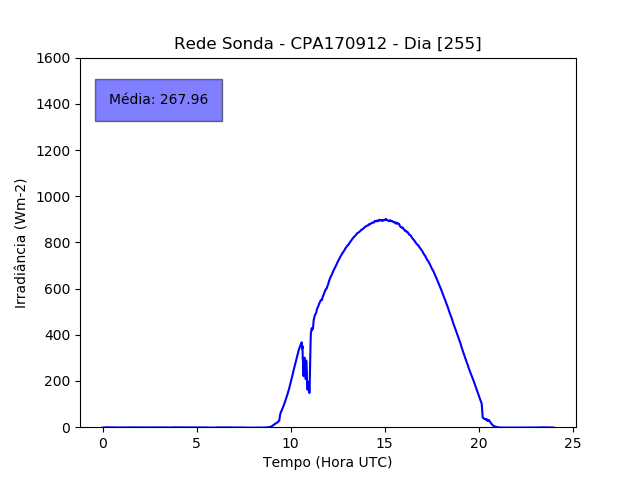 Rede Sonda - CPA170912 - Dia [255]
1600
Média: 267.96
1400
1200
1000
800
600
400
200
0
Irradiância (Wm-2)
0 5 10 15 20 25
Tempo (Hora UTC)